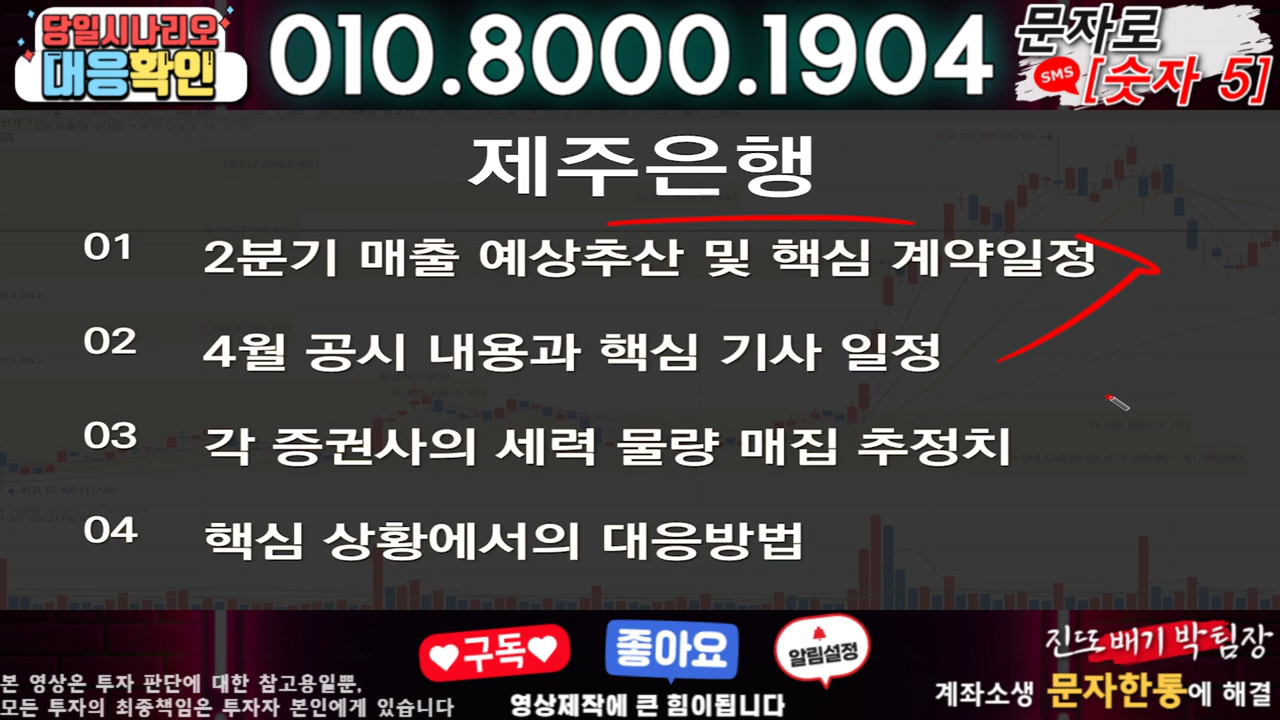 당일시나리오
대응확인
010.8000.1904
문자로
SMS [숫자 5]
제주은행
01 2분기 매출 예상추산 및 핵심 계약일정
02 4월 공시 내용과 핵심 기사 일정
03 각 증권사의 세력 물량 매집 추정치
04 핵심 상황에서의 대응방법
구독
좋아요
알림설정
영상제작에 큰 힘이됩니다
본 영상은 투자 판단에 대한 참고용일뿐,
모든 투자의 최종책임은 투자자 본인에게 있습니다
진또배기 박팀장
계좌소생 문자한통에 해결